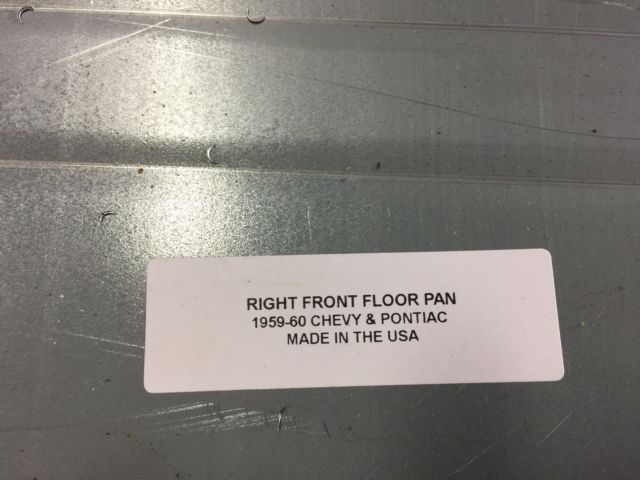 RIGHT FRONT FLOOR PAN
1959-60 CHEVY & PONTIAC
MADE IN THE USA